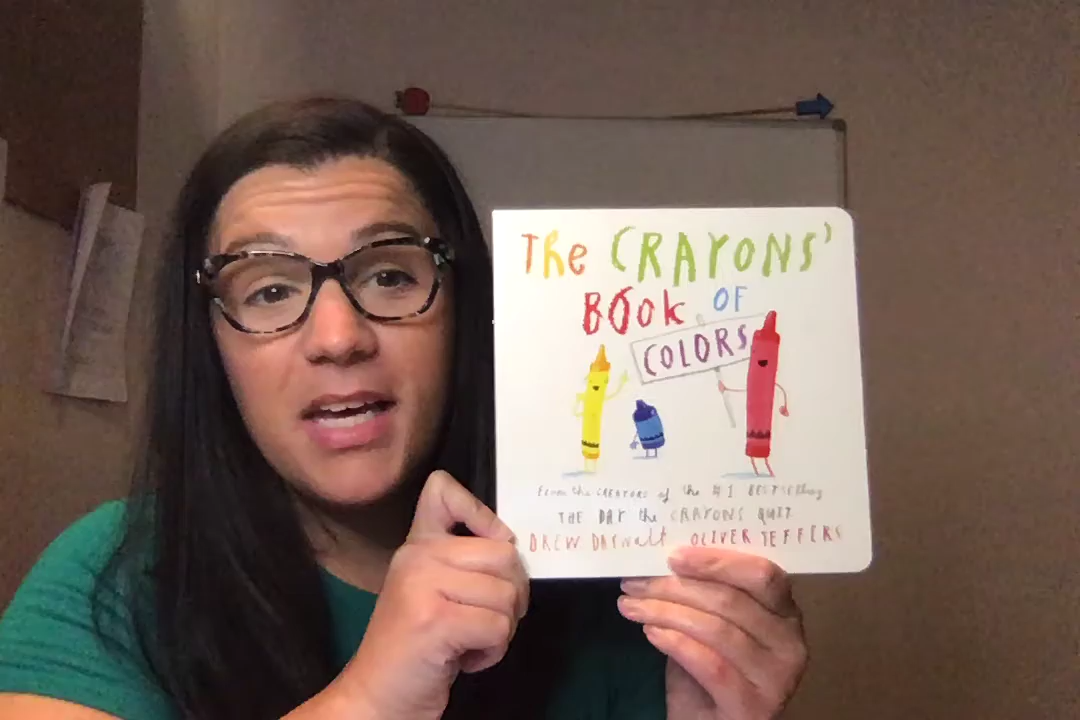 The CRAYONS'
BOOK OF
COLORS
From the CREATORS of the #1 BESTSELLING
THE DAY the CRAYONS QUIT
DREW DAYWALT OLIVER JEFFERS